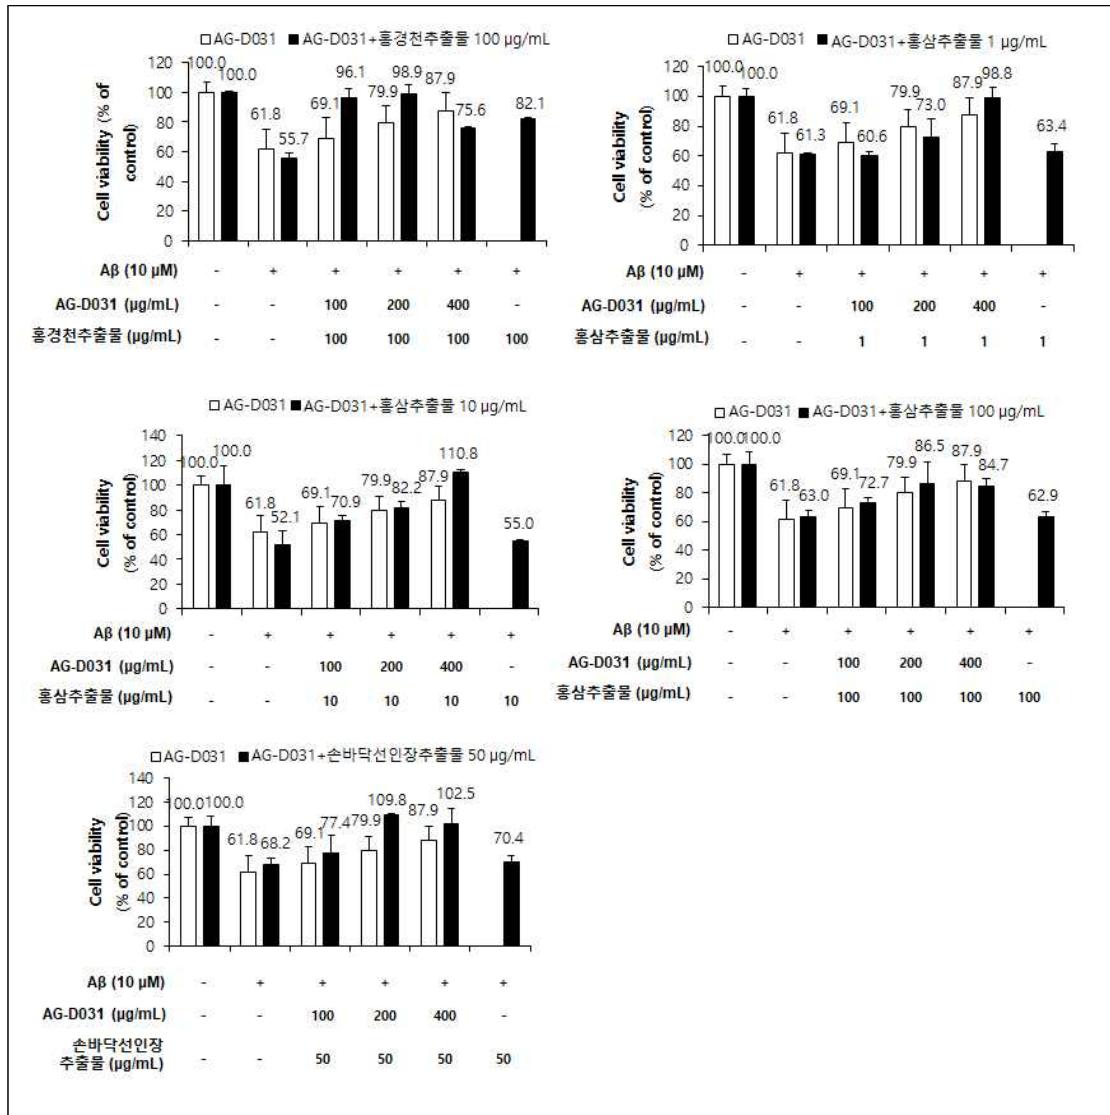 □AG-D031 ■AG-D031+홍경천추출물 100 µg/mL
Cell viability (% of control)
120
100
80
60
40
20
0
100.0 100.0 61.8 55.7 69.1 96.1 79.9 98.9 87.9 75.6 82.1
Aβ (10 µM) - + + + + +
AG-D031 (µg/mL) - - 100 200 400 -
홍경천추출물 (µg/mL) - - 100 100 100 100
□AG-D031 ■AG-D031+홍삼추출물 1 µg/mL
Cell viability
(% of control)
120
100
80
60
40
20
0
100.0 100.0 61.8 61.3 69.1 60.6 79.9 73.0 87.9 98.8 63.4
Aβ (10 µM) - + + + + +
AG-D031 (µg/mL) - - 100 200 400 -
홍삼추출물 (µg/mL) - - 1 1 1 1
□AG-D031 ■AG-D031+홍삼추출물 10 µg/mL
Cell viability
(% of control)
140
120
100
80
60
40
20
0
100.0 100.0 61.8 52.1 69.1 70.9 79.9 82.2 87.9 110.8 55.0
Aβ (10 µM) - + + + + +
AG-D031 (µg/mL) - - 100 200 400 -
홍삼추출물 (µg/mL) - - 10 10 10 10
□AG-D031 ■AG-D031+홍삼추출물 100 µg/mL
Cell viability
(% of control)
120
100
80
60
40
20
0
100.0 100.0 61.8 63.0 69.1 72.7 79.9 86.5 87.9 84.7 62.9
Aβ (10 µM) - + + + + +
AG-D031 (µg/mL) - - 100 200 400 -
홍삼추출물 (µg/mL) - - 100 100 100 100
□AG-D031 ■AG-D031+손바닥선인장추출물 50 µg/mL
Cell viability
(% of control)
140
120
100
80
60
40
20
0
100.0 100.0 61.8 68.2 69.1 77.4 79.9 109.8 87.9 102.5 70.4
Aβ (10 µM) - + + + + +
AG-D031 (µg/mL) - - 100 200 400 -
손바닥선인장
추출물 (µg/mL) - - 50 50 50 50